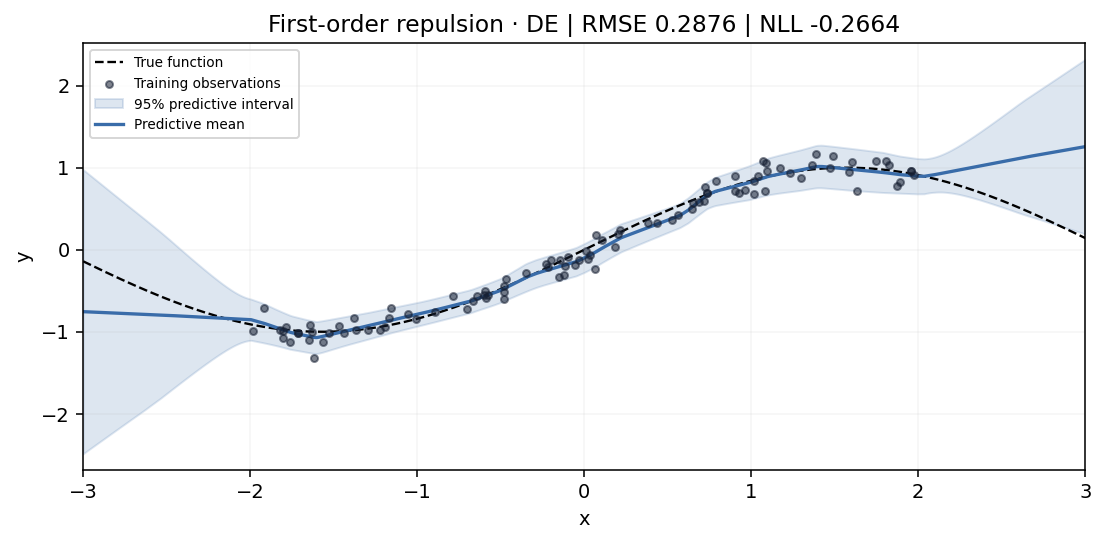 First-order repulsion · DE | RMSE 0.2876 | NLL -0.2664
True function
Training observations
95% predictive interval
Predictive mean
y
2
1
0
−1
−2
−3
−2
−1
0
1
2
3
x